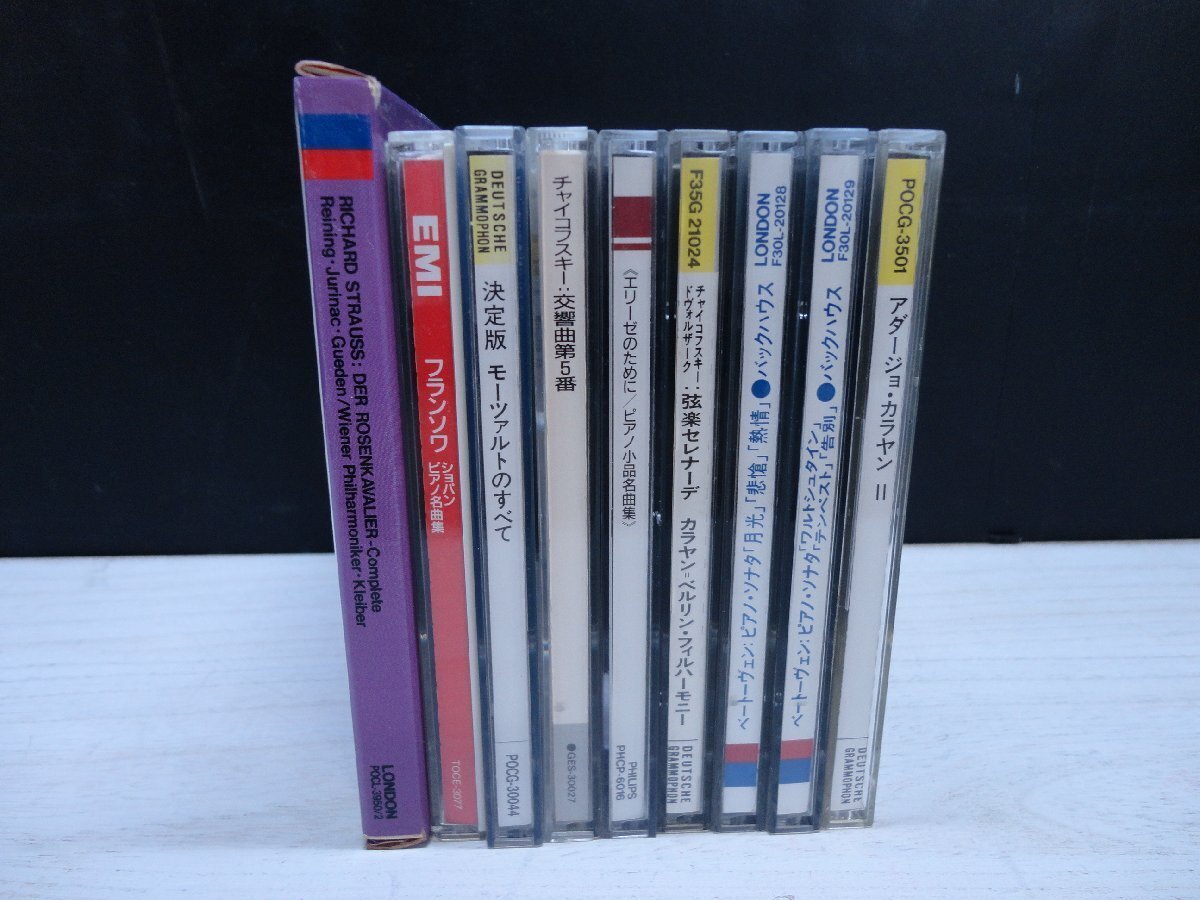 RICHARD STRAUSS: DER ROSENKAVALIER-Complete
Reining・Jurinac・Gueden/Wiener Philharmoniker・Kleiber
LONDON
POCL-3950/2
EMI
フランソワ
ショパン
ピアノ名曲集
TOCE-3077
DEUTSCHE
GRAMMOPHON
決定版 モーツァルトのすべて
POCG-30044
チャイコフスキー:交響曲第5番
●GES-30027
《エリーゼのために/ピアノ小品名曲集》
PHILIPS
PHCP-6016
F35G 21024
チャイコフスキー
ドヴォルザーク
:弦楽セレナーデ カラヤン=ベルリン・フィルハーモニー
DEUTSCHE
GRAMMOPHON
LONDON
F30L-20128
ベートーヴェン:ピアノ・ソナタ「月光」「悲愴」「熱情」●バックハウス
LONDON
F30L-20129
ベートーヴェン:ピアノ・ソナタ「ワルトシュタイン」
「テンペスト」「告別」●バックハウス
POCG-3501
アダージョ・カラヤン II
DEUTSCHE
GRAMMOPHON